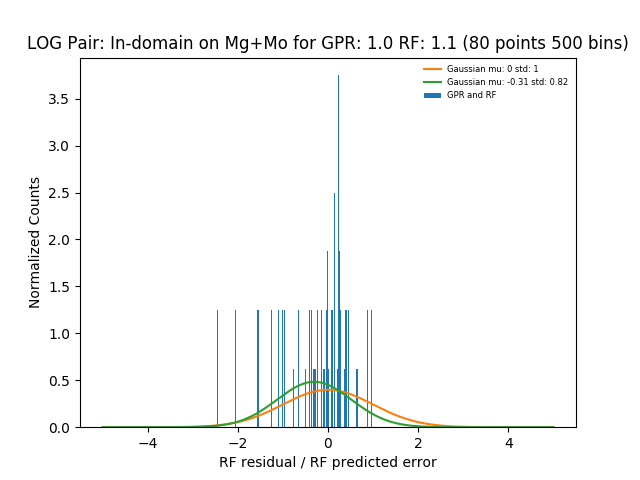 LOG Pair: In-domain on Mg+Mo for GPR: 1.0 RF: 1.1 (80 points 500 bins)
Gaussian mu: 0 std: 1
Gaussian mu: -0.31 std: 0.82
GPR and RF
Normalized Counts
3.5
3.0
2.5
2.0
1.5
1.0
0.5
0.0
−4 −2 0 2 4
RF residual / RF predicted error